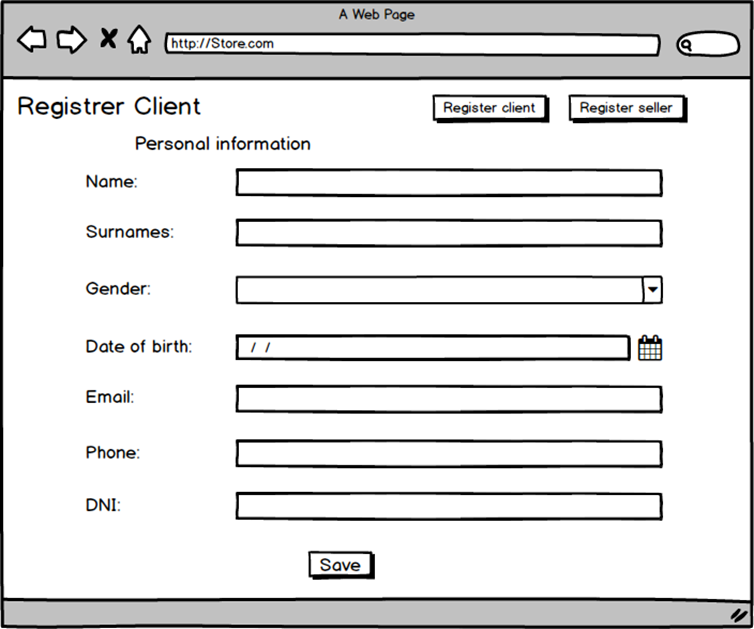 A Web Page
http://Store.com
Registrer Client
Register client
Register seller
Personal information
Name:
Surnames:
Gender:
Date of birth:
/ /
Email:
Phone:
DNI:
Save